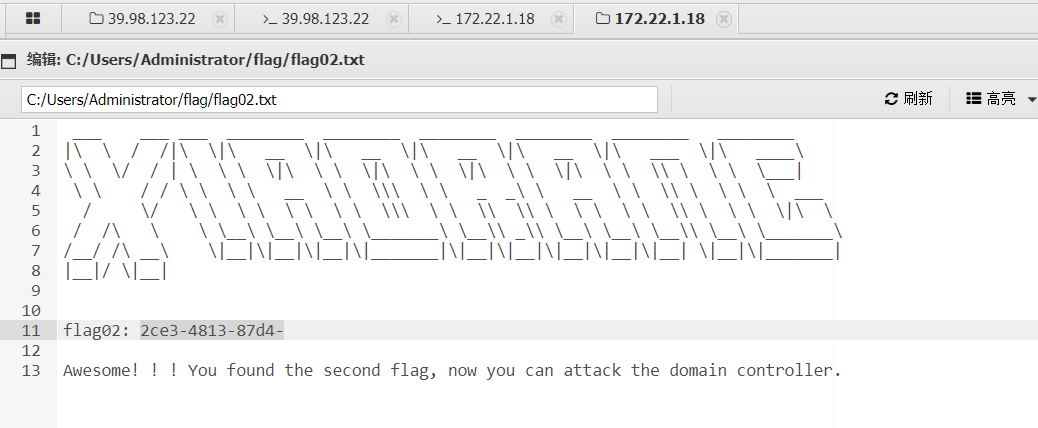 39.98.123.22
39.98.123.22
172.22.1.18
172.22.1.18
编辑: C:/Users/Administrator/flag/flag02.txt
C:/Users/Administrator/flag/flag02.txt
刷新
高亮
1
2
3
4
5
6
7
8
9
10
11 flag02: 2ce3-4813-87d4-
12
13 Awesome! ! ! You found the second flag, now you can attack the domain controller.